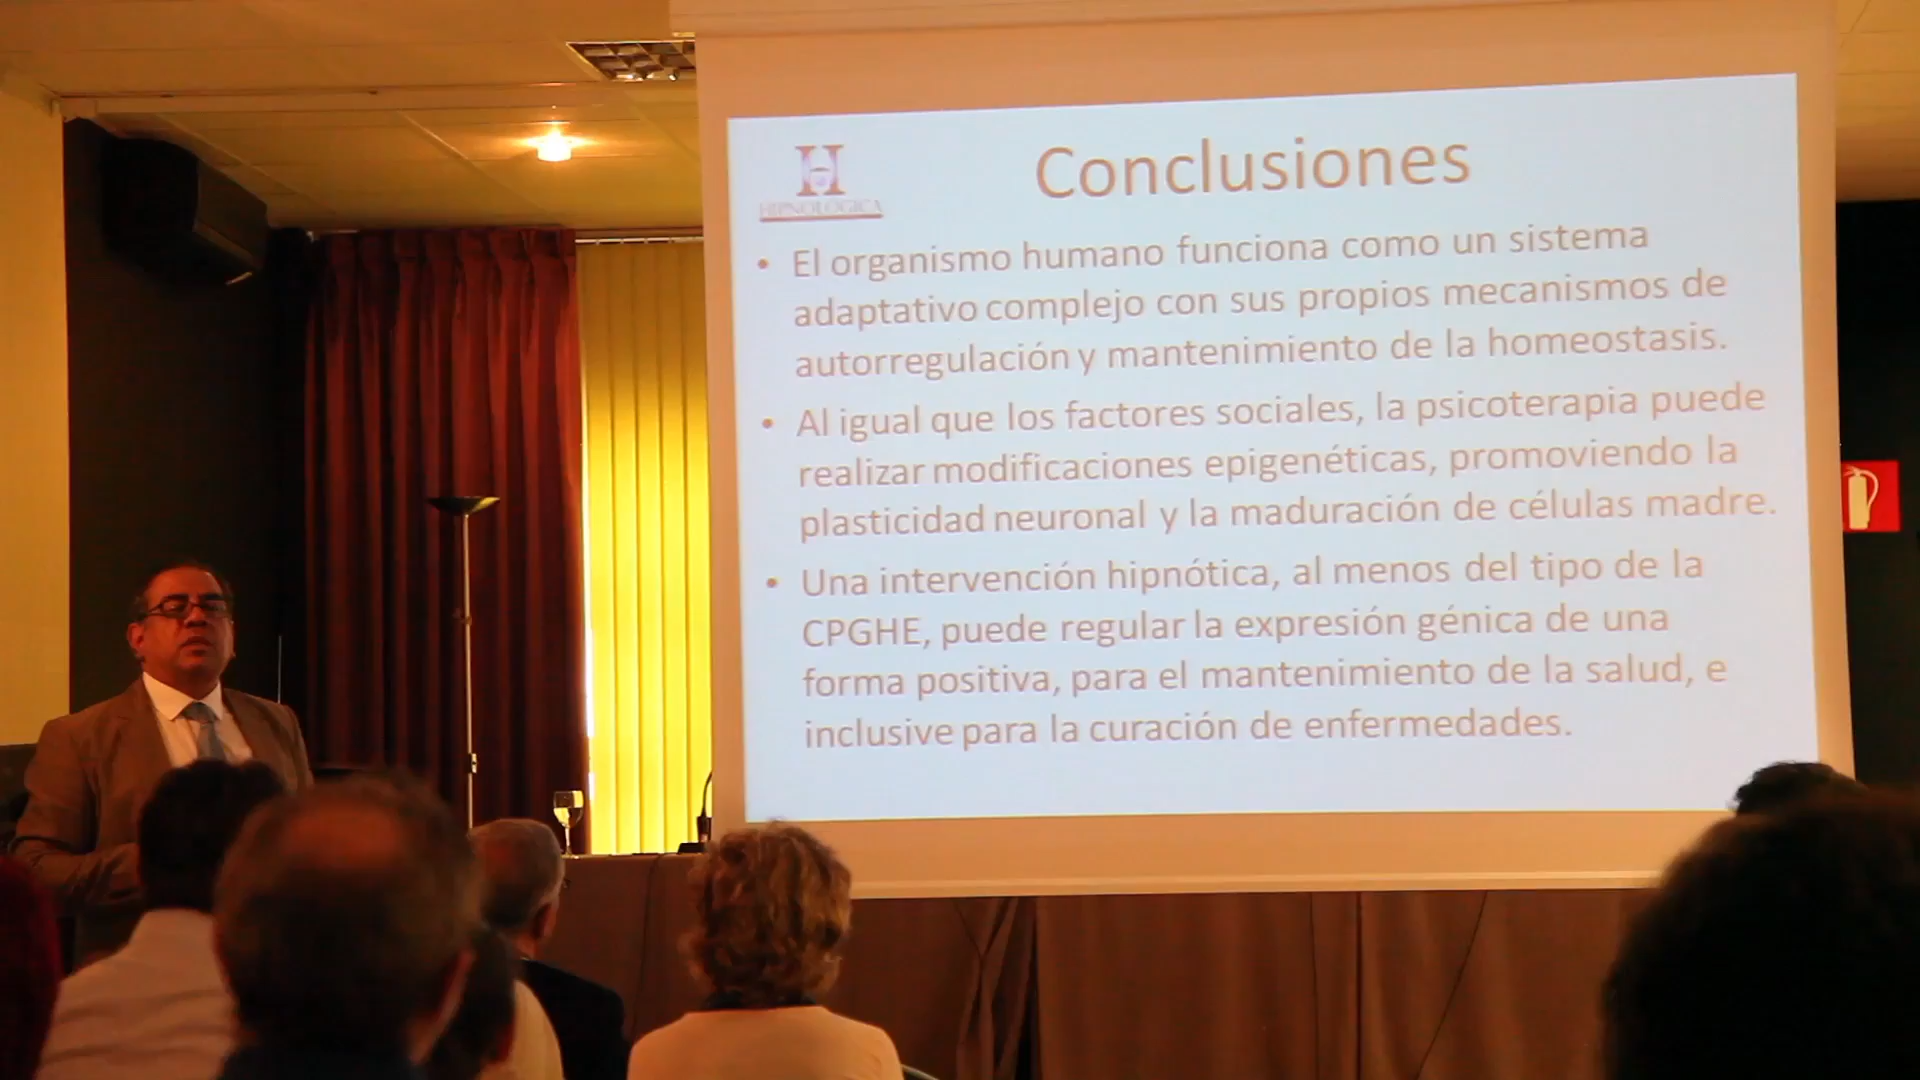 Conclusiones
HIPNOLOGICA
• El organismo humano funciona como un sistema
adaptativo complejo con sus propios mecanismos de
autorregulación y mantenimiento de la homeostasis.
• Al igual que los factores sociales, la psicoterapia puede
realizar modificaciones epigenéticas, promoviendo la
plasticidad neuronal y la maduración de células madre.
• Una intervención hipnótica, al menos del tipo de la
CPGHE, puede regular la expresión génica de una
forma positiva, para el mantenimiento de la salud, e
inclusive para la curación de enfermedades.